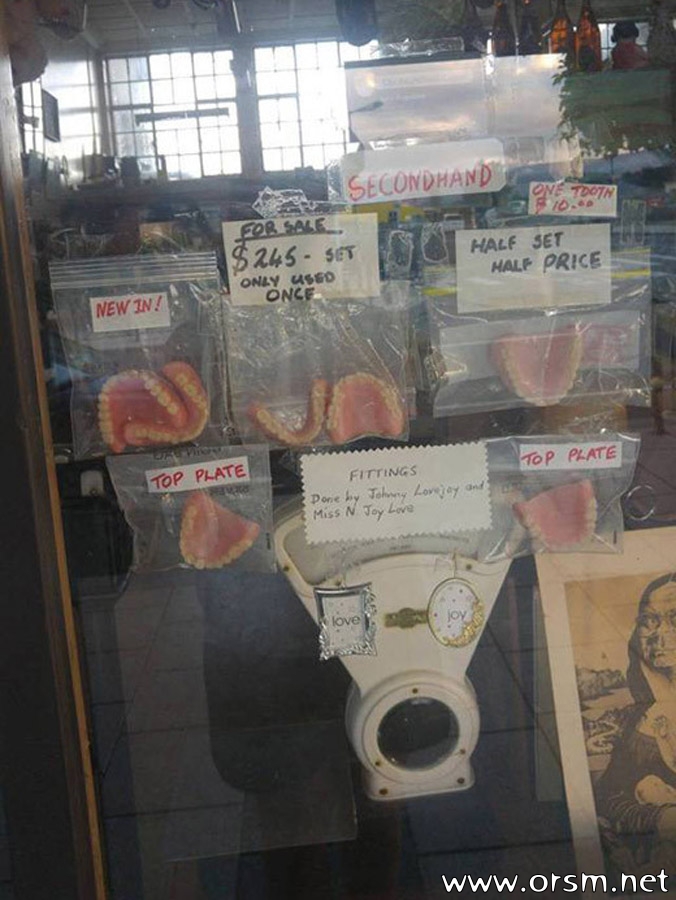 SECONDHAND
ONE TOOTH
$10.00
FOR SALE
$245- SET
ONLY USED
ONCE
HALF SET
HALF PRICE
NEW IN!
TOP PLATE
TOP PLATE
FITTINGS
Done by Johnny Lovejoy and
Miss N. Joy Love
love
joy
www.orsm.net